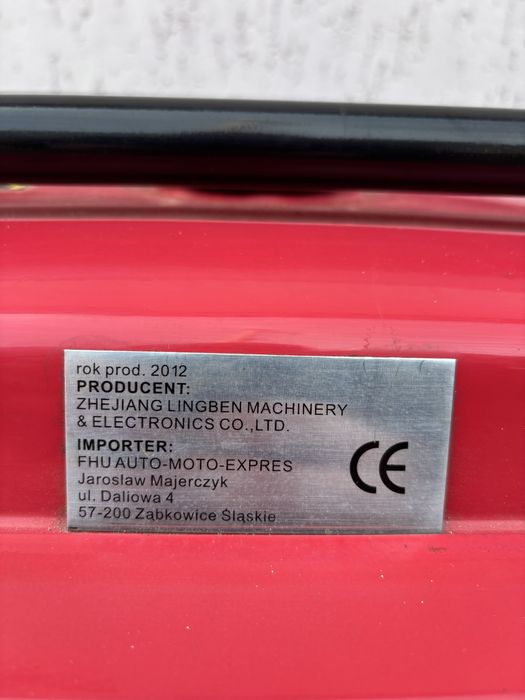 rok prod. 2012
PRODUCENT:
ZHEJIANG LINGBEN MACHINERY
& ELECTRONICS CO.,LTD.
IMPORTER:
FHU AUTO-MOTO-EXPRES
Jaroslaw Majerczyk
ul. Daliowa 4
57-200 Ząbkowice Śląskie
CE